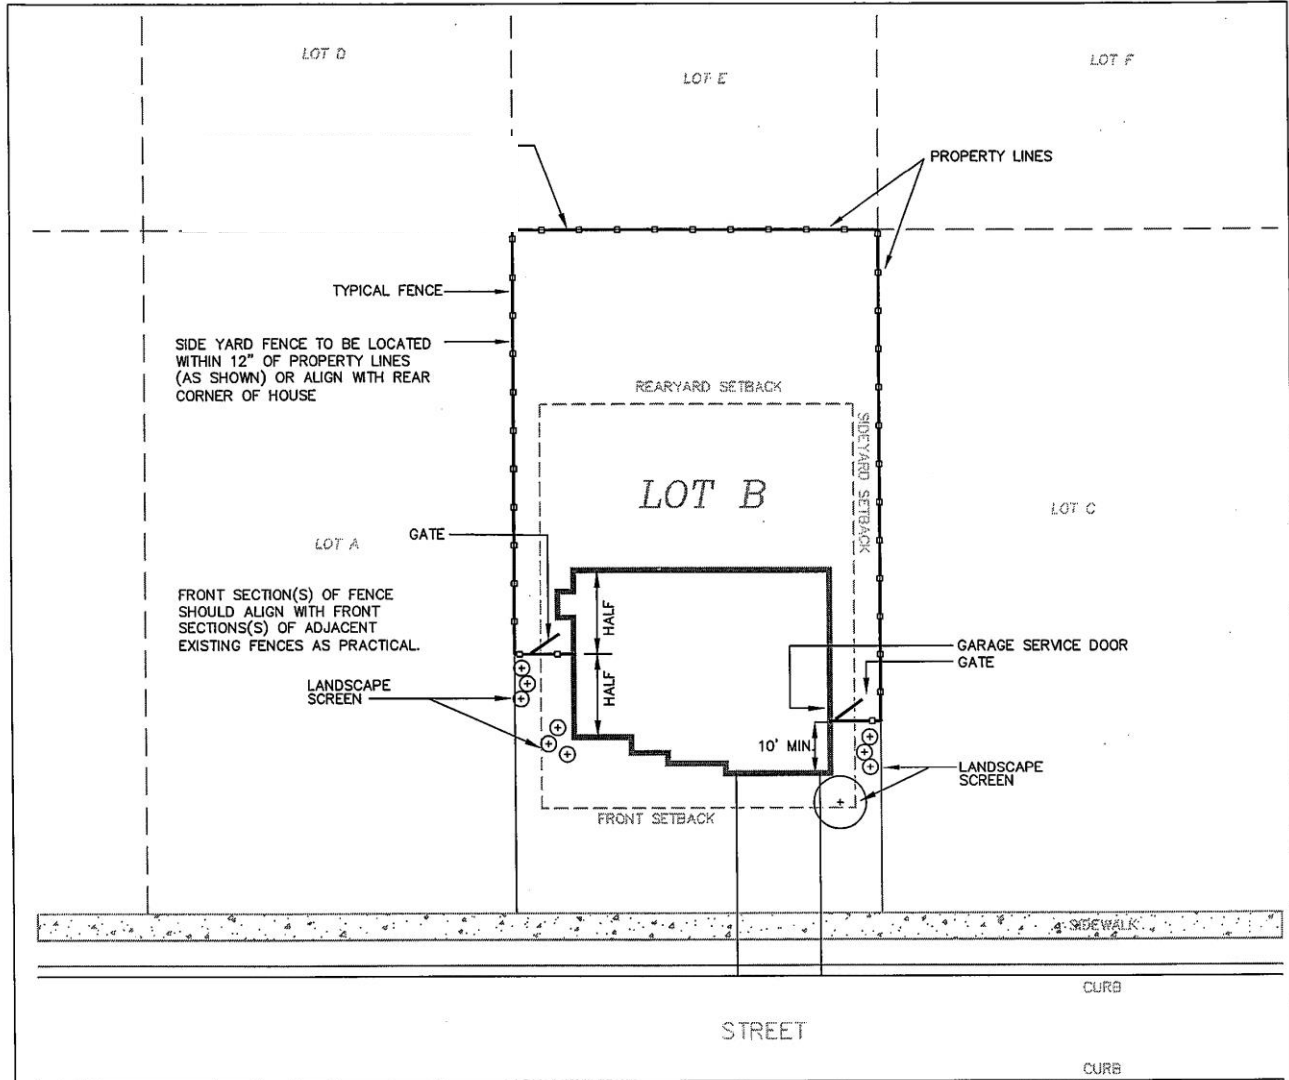 LOT D
LOT E
LOT F
PROPERTY LINES
TYPICAL FENCE
SIDE YARD FENCE TO BE LOCATED
WITHIN 12" OF PROPERTY LINES
(AS SHOWN) OR ALIGN WITH REAR
CORNER OF HOUSE
REARYARD SETBACK
SIDEYARD SETBACK
LOT B
LOT C
GATE
LOT A
FRONT SECTION(S) OF FENCE
SHOULD ALIGN WITH FRONT
SECTIONS(S) OF ADJACENT
EXISTING FENCES AS PRACTICAL.
HALF
HALF
GARAGE SERVICE DOOR
GATE
LANDSCAPE
SCREEN
10' MIN.
LANDSCAPE
SCREEN
FRONT SETBACK
SIDEWALK
CURB
STREET
CURB